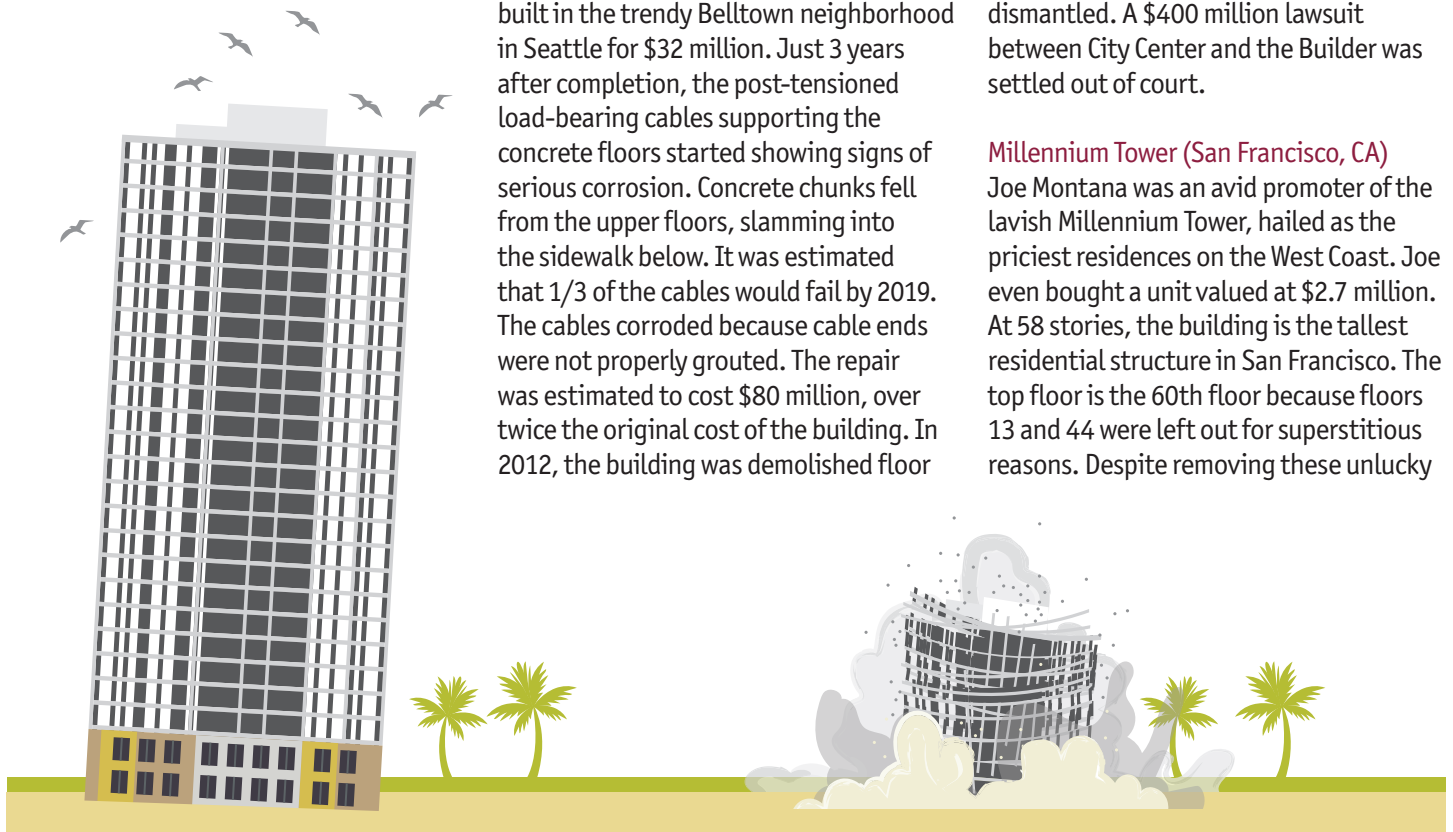 built in the trendy Belltown neighborhood
in Seattle for $32 million. Just 3 years
after completion, the post-tensioned
load-bearing cables supporting the
concrete floors started showing signs of
serious corrosion. Concrete chunks fell
from the upper floors, slamming into
the sidewalk below. It was estimated
that 1/3 of the cables would fail by 2019.
The cables corroded because cable ends
were not properly grouted. The repair
was estimated to cost $80 million, over
twice the original cost of the building. In
2012, the building was demolished floor
dismantled. A $400 million lawsuit
between City Center and the Builder was
settled out of court.
Millennium Tower (San Francisco, CA)
Joe Montana was an avid promoter of the
lavish Millennium Tower, hailed as the
priciest residences on the West Coast. Joe
even bought a unit valued at $2.7 million.
At 58 stories, the building is the tallest
residential structure in San Francisco. The
top floor is the 60th floor because floors
13 and 44 were left out for superstitious
reasons. Despite removing these unlucky